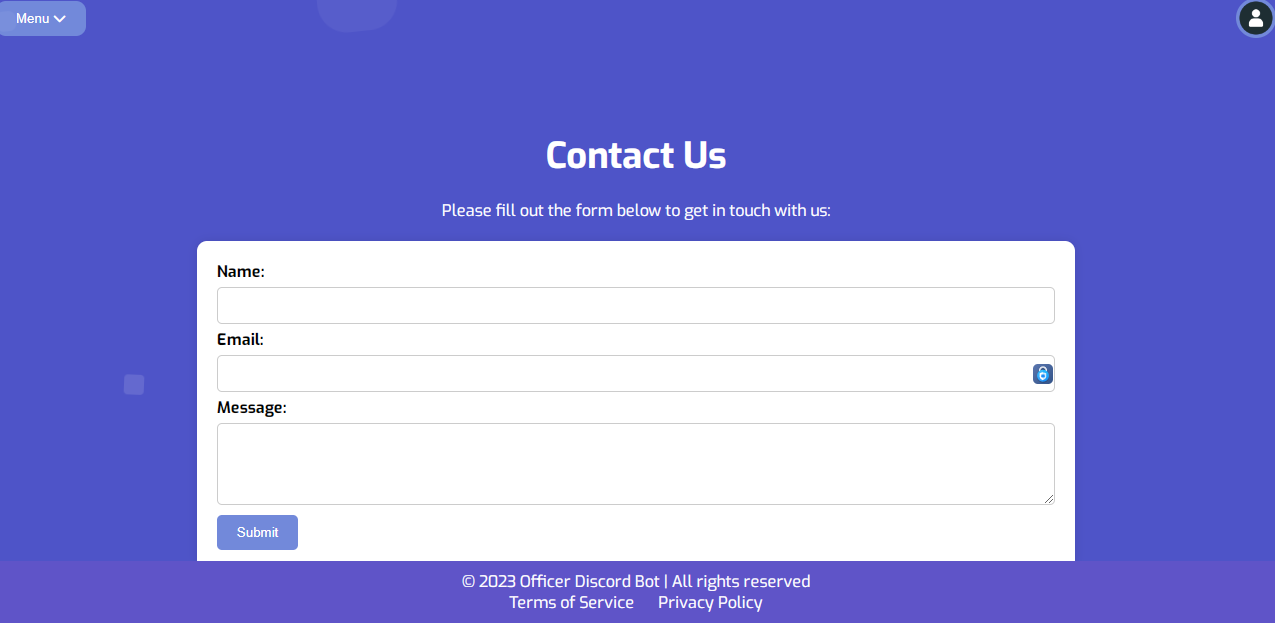 Menu
Contact Us
Please fill out the form below to get in touch with us:
Name:
Email:
Message:
Submit
© 2023 Officer Discord Bot | All rights reserved
Terms of Service Privacy Policy